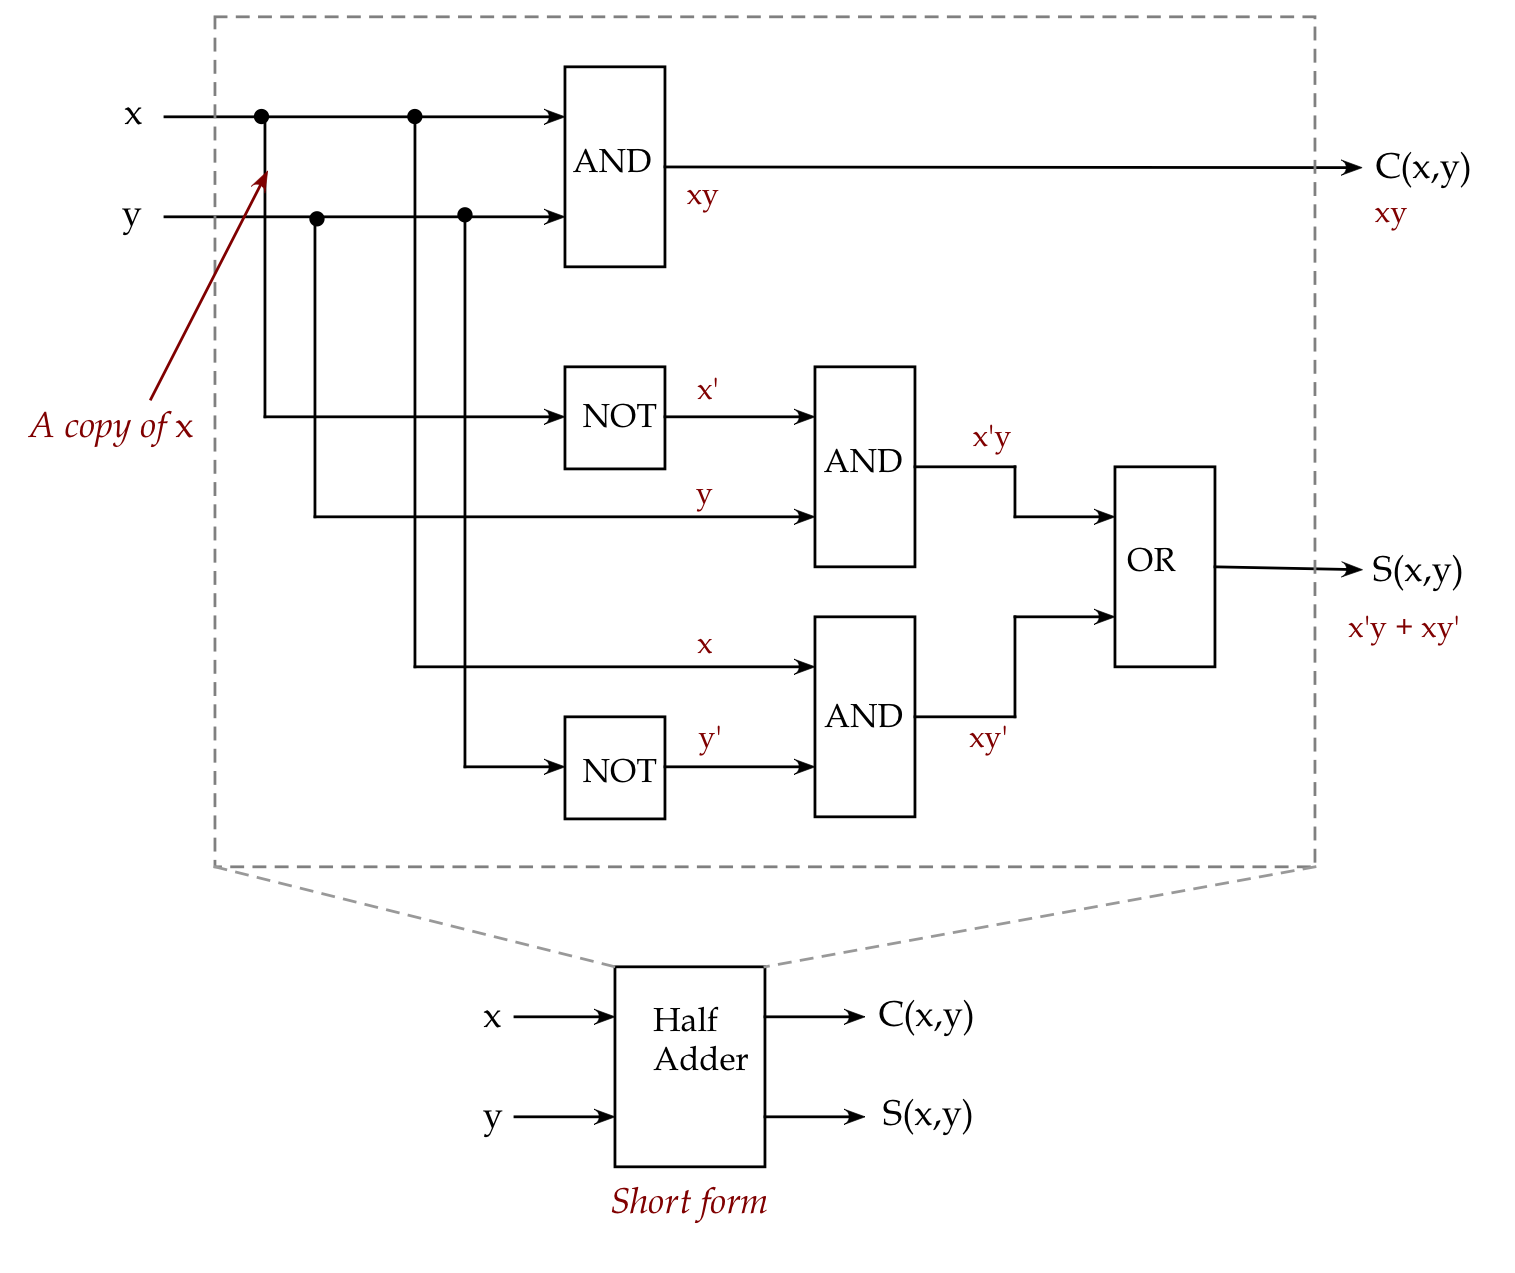 x
AND
C(x,y)
xy
xy
y
A copy of x
NOT
x'
AND
x'y
y
OR
S(x,y)
x'y + xy'
x
AND
NOT
y'
xy'
x
Half
Adder
C(x,y)
y
S(x,y)
Short form